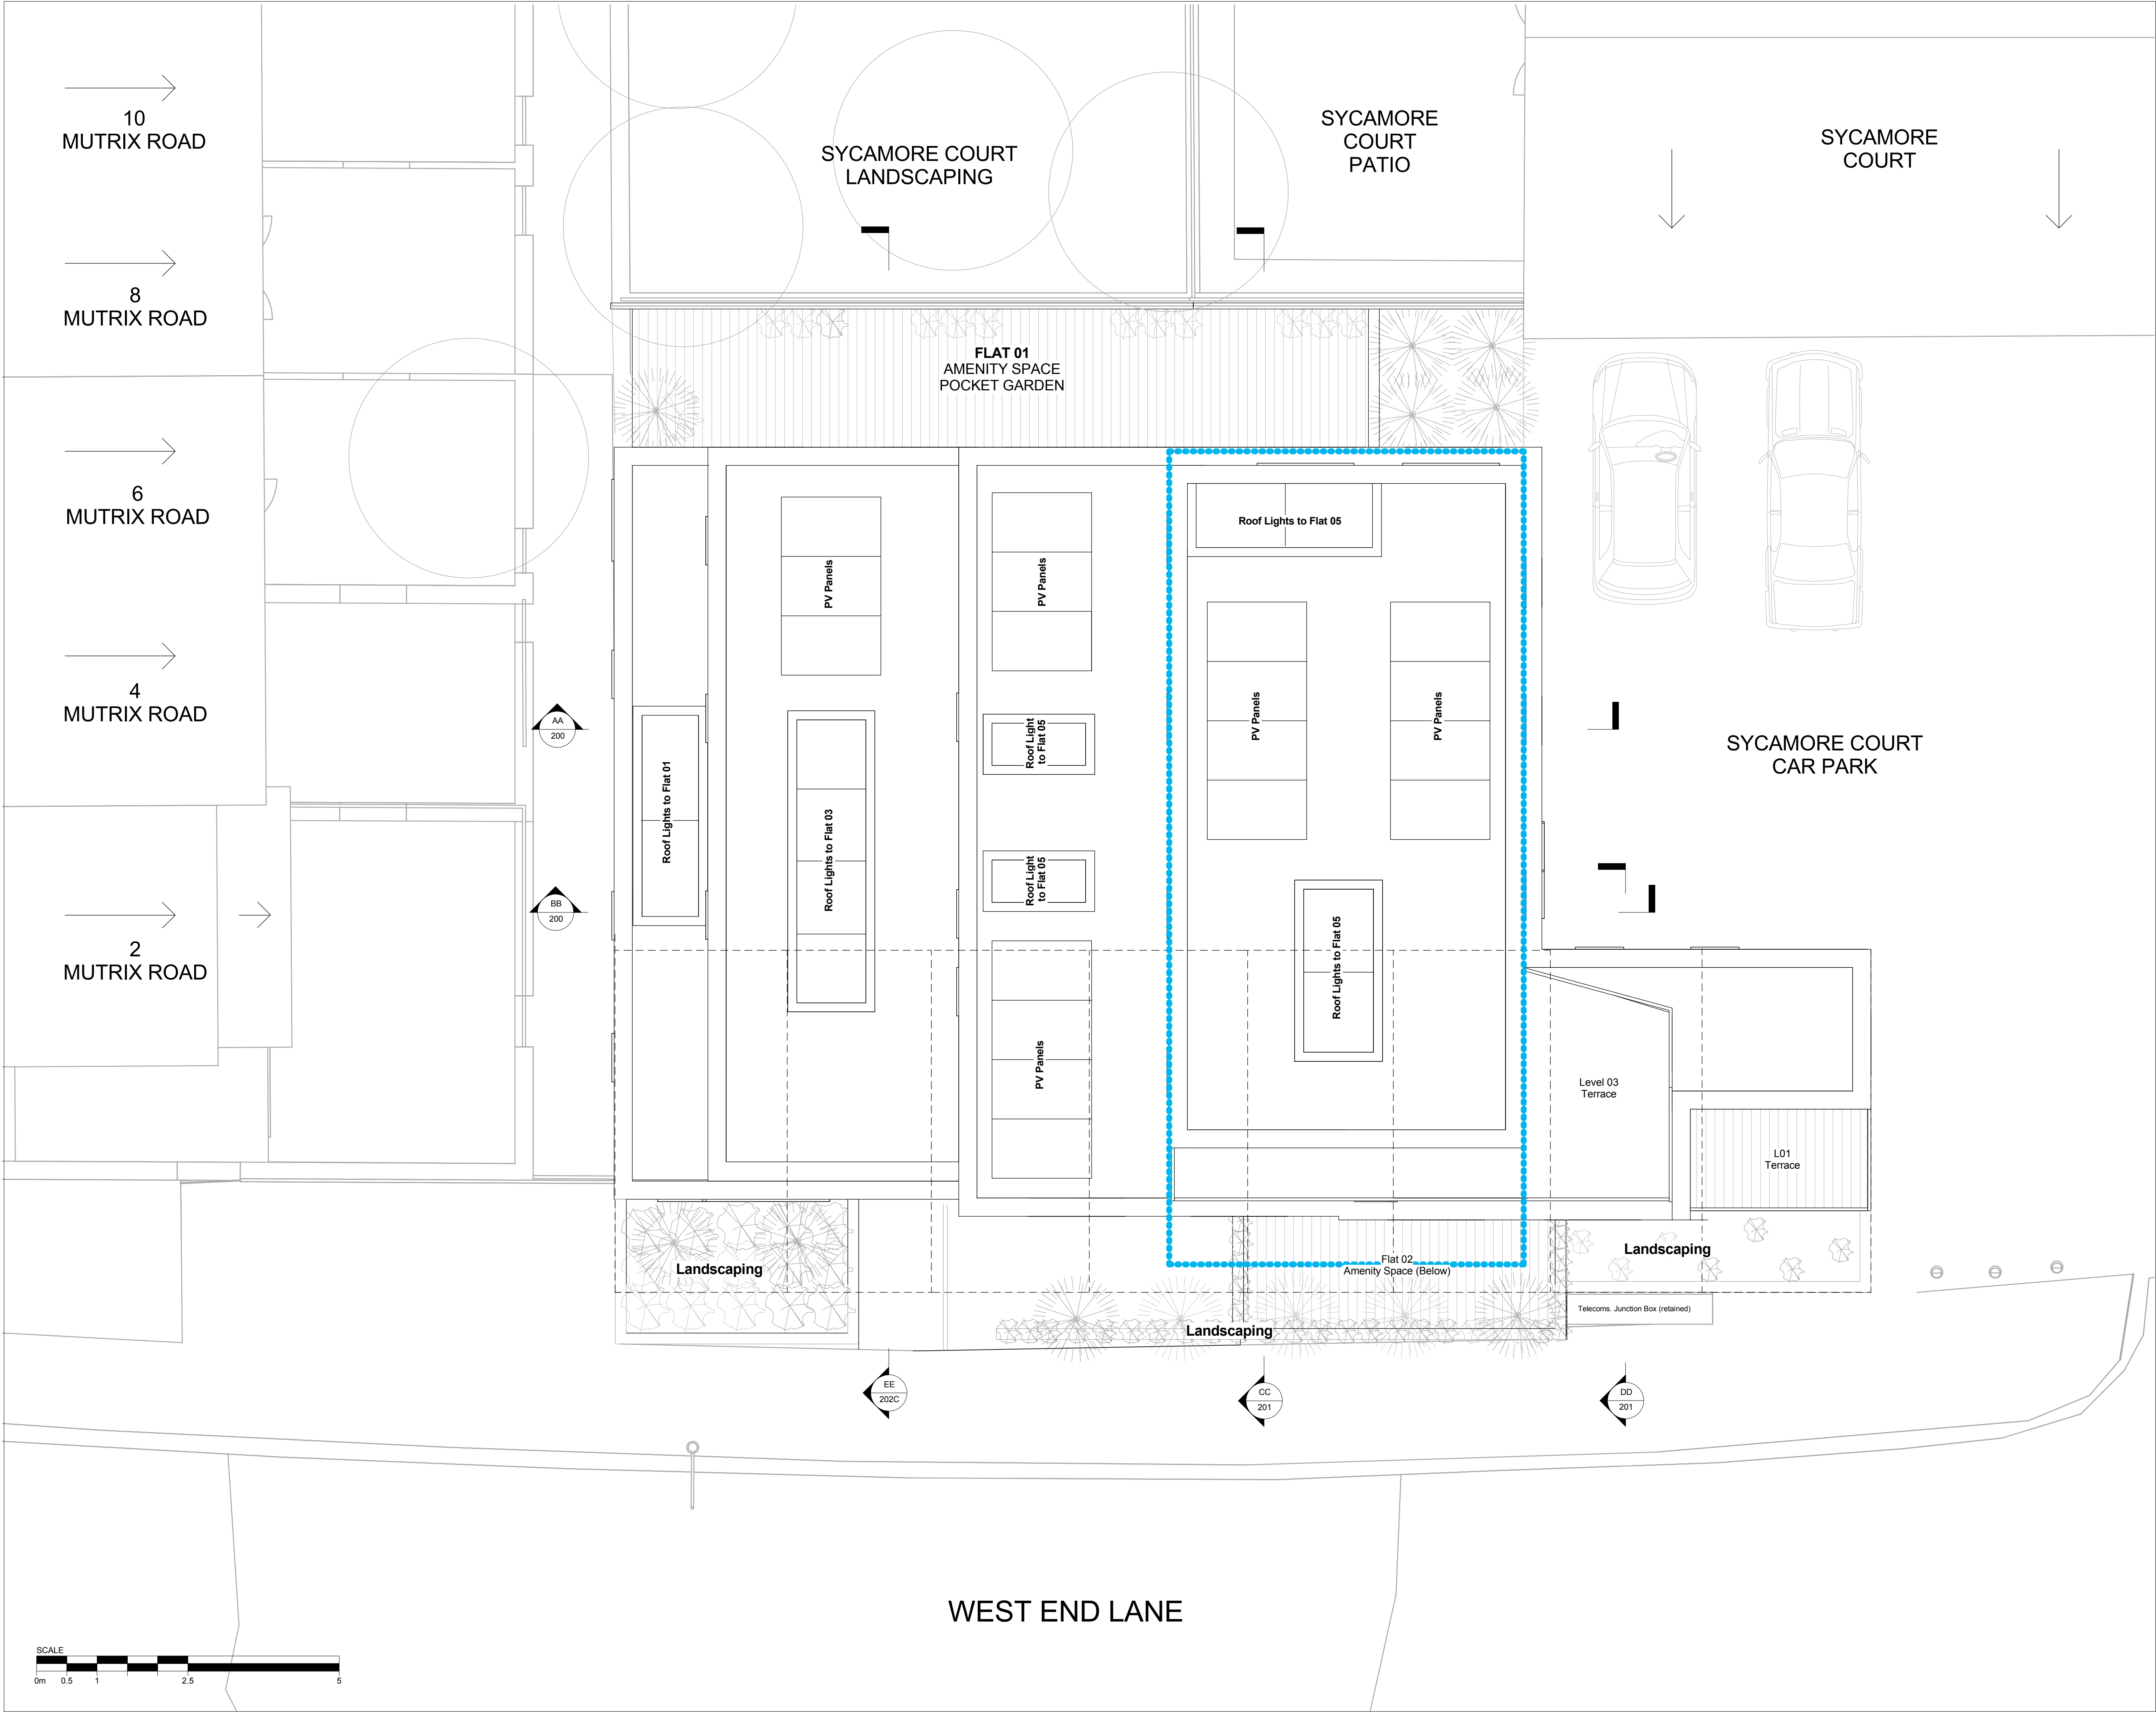 10
MUTRIX ROAD
SYCAMORE COURT
LANDSCAPING
SYCAMORE
COURT
PATIO
SYCAMORE
COURT
8
MUTRIX ROAD
FLAT 01
AMENITY SPACE
POCKET GARDEN
6
MUTRIX ROAD
Roof Lights to Flat 05
PV Panels
PV Panels
4
MUTRIX ROAD
AA
200
Roof Light
to Flat 05
PV Panels
PV Panels
SYCAMORE COURT
CAR PARK
Roof Lights to Flat 01
Roof Lights to Flat 03
Roof Light
to Flat 05
BB
200
2
MUTRIX ROAD
Roof Lights to Flat 05
PV Panels
Level 03
Terrace
L01
Terrace
Landscaping
Flat 02
Amenity Space (Below)
Landscaping
Telecoms. Junction Box (retained)
Landscaping
EE
202C
CC
201
DD
201
WEST END LANE
SCALE
0m 0.5 1 2.5 5